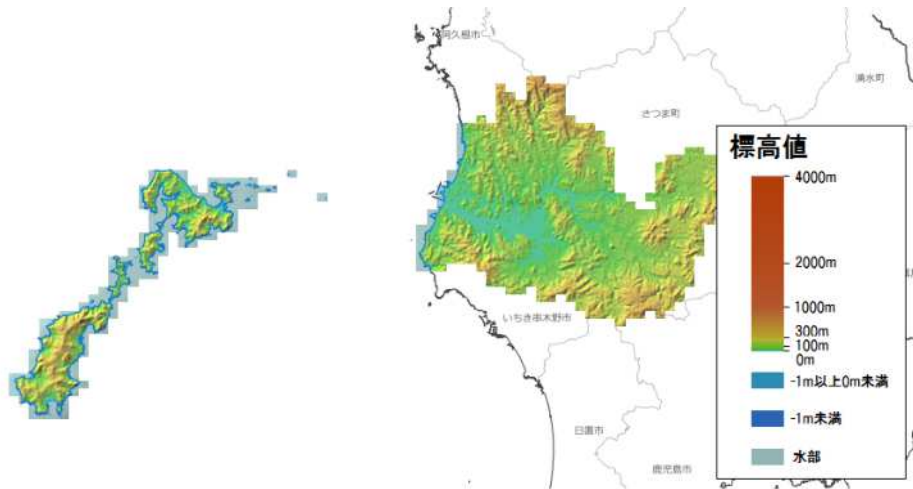 阿久根市
湧水町
さつま町
標高値
4000m
2000m
1000m
300m
100m
0m
-1m以上0m未満
-1m未満
水部
いちき串木野市
日置市
鹿児島市